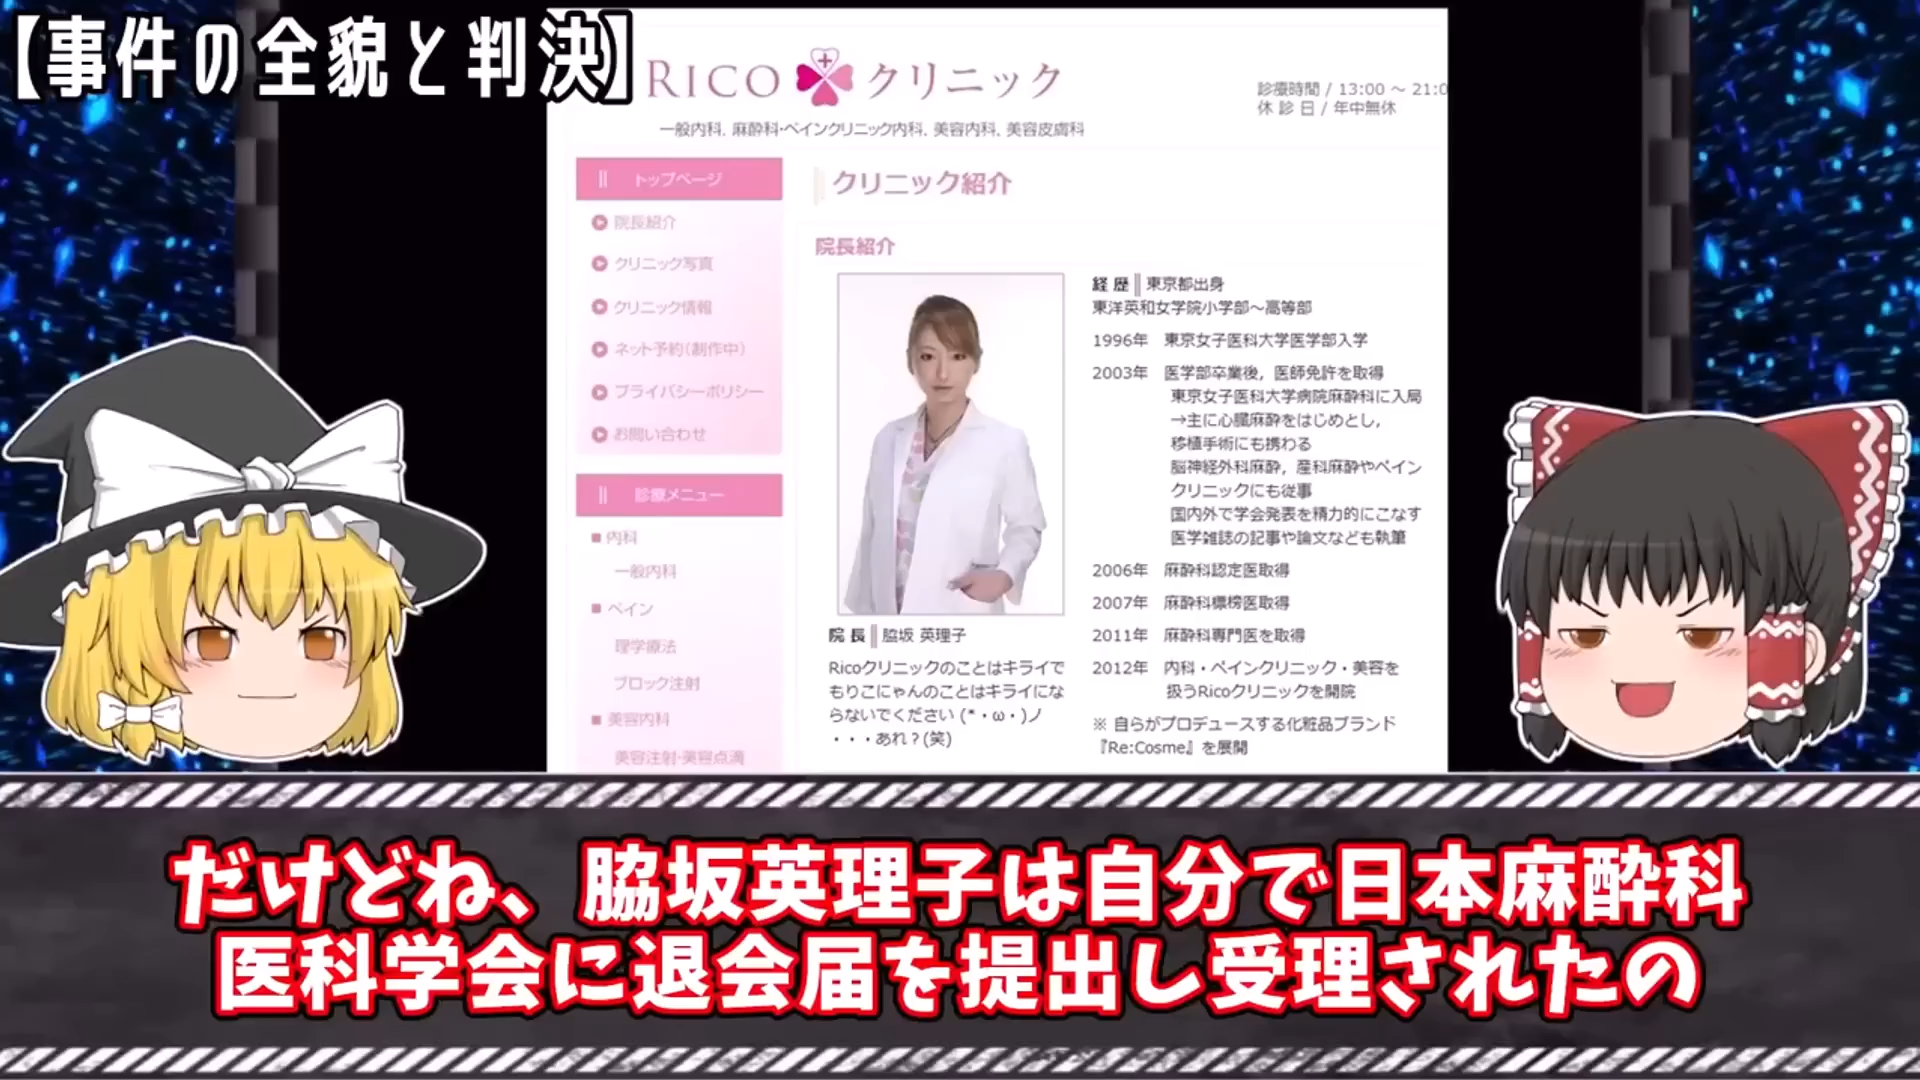 【事件の全貌と判決】
RICO クリニック
診療時間 / 13:00 ～ 21:0
休 診 日 / 年中無休
一般内科, 麻酔科・ペインクリニック内科, 美容内科, 美容皮膚科
トップページ
院長紹介
クリニック写真
クリニック情報
ネット予約(制作中)
プライバシーポリシー
お問い合わせ
診療メニュー
内科
一般内科
ペイン
理学療法
ブロック注射
美容内科
美容注射・美容点滴
クリニック紹介
院長紹介
院 長 脇坂 英理子
Ricoクリニックのことはキライで
もりこにゃんのことはキライにな
らないでください (*・ω・)ノ
・・・あれ？(笑)
経 歴 東京都出身
東洋英和女学院小学部～高等部
1996年 東京女子医科大学医学部入学
2003年 医学部卒業後，医師免許を取得
東京女子医科大学病院麻酔科に入局
→主に心臓麻酔をはじめとし，
移植手術にも携わる
脳神経外科麻酔，産科麻酔やペイン
クリニックにも従事
国内外で学会発表を精力的にこなす
医学雑誌の記事や論文なども執筆
2006年 麻酔科認定医取得
2007年 麻酔科標榜医取得
2011年 麻酔科専門医を取得
2012年 内科・ペインクリニック・美容を
扱うRicoクリニックを開院
※ 自らがプロデュースする化粧品ブランド
『Re:Cosme』を展開
だけどね、脇坂英理子は自分で日本麻酔科
医科学会に退会届を提出し受理されたの